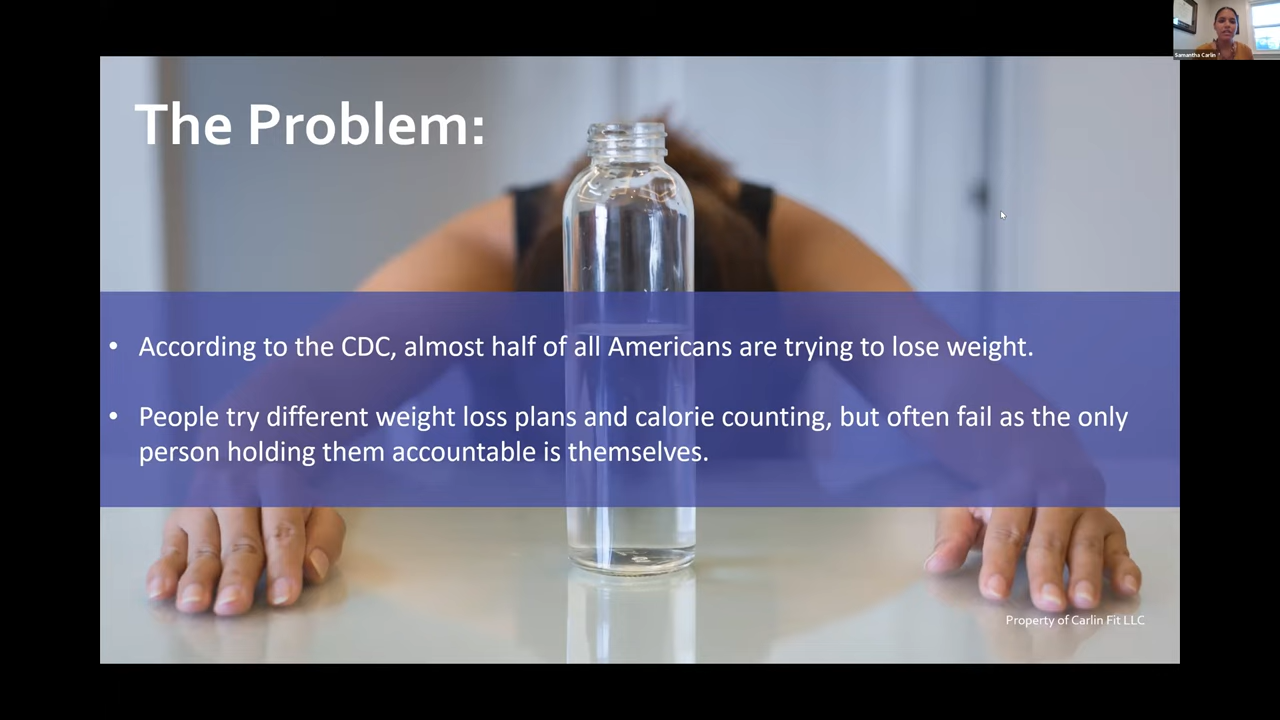 Samantha Carlin
The Problem:
• According to the CDC, almost half of all Americans are trying to lose weight.
• People try different weight loss plans and calorie counting, but often fail as the only
person holding them accountable is themselves.
Property of Carlin Fit LLC